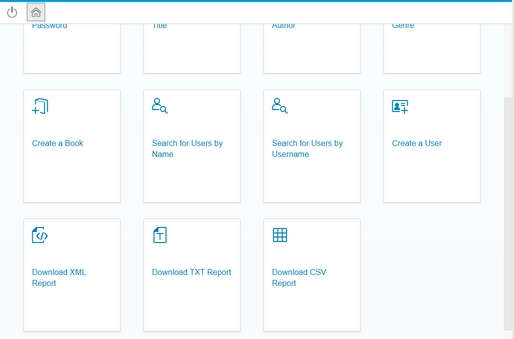 Password
Title
Author
Genre
Create a Book
Search for Users by
Name
Search for Users by
Username
Create a User
Download XML
Report
Download TXT Report
Download CSV
Report